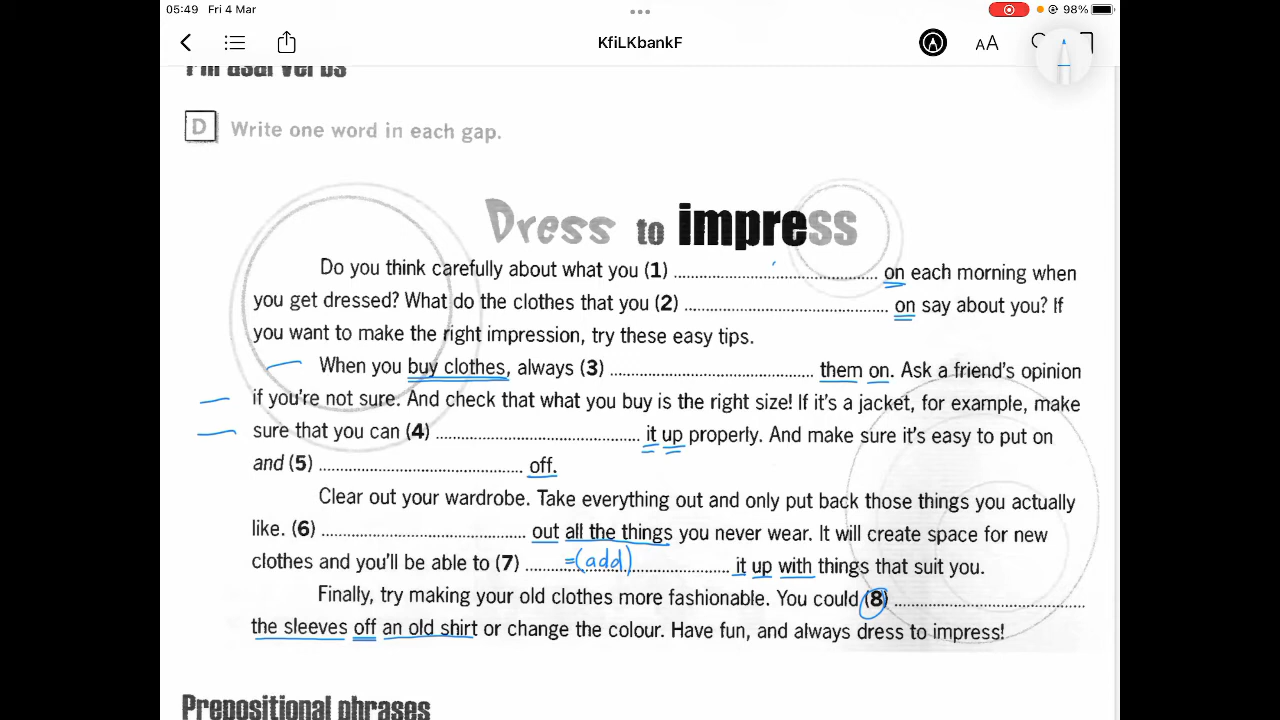 05:49 Fri 4 Mar
98%
KfiLKbankF
AA
D Write one word in each gap.
Dress to impress
Do you think carefully about what you (1) ........................................ on each morning when
you get dressed? What do the clothes that you (2) ........................................ on say about you? If
you want to make the right impression, try these easy tips.
When you buy clothes, always (3) ........................................ them on. Ask a friend's opinion
if you're not sure. And check that what you buy is the right size! If it's a jacket, for example, make
sure that you can (4) ........................................ it up properly. And make sure it's easy to put on
and (5) ........................................ off.
Clear out your wardrobe. Take everything out and only put back those things you actually
like. (6) ........................................ out all the things you never wear. It will create space for new
=(add)
clothes and you'll be able to (7) ........................................ it up with things that suit you.
Finally, try making your old clothes more fashionable. You could (8) ......................................
the sleeves off an old shirt or change the colour. Have fun, and always dress to impress!
Prepositional phrases